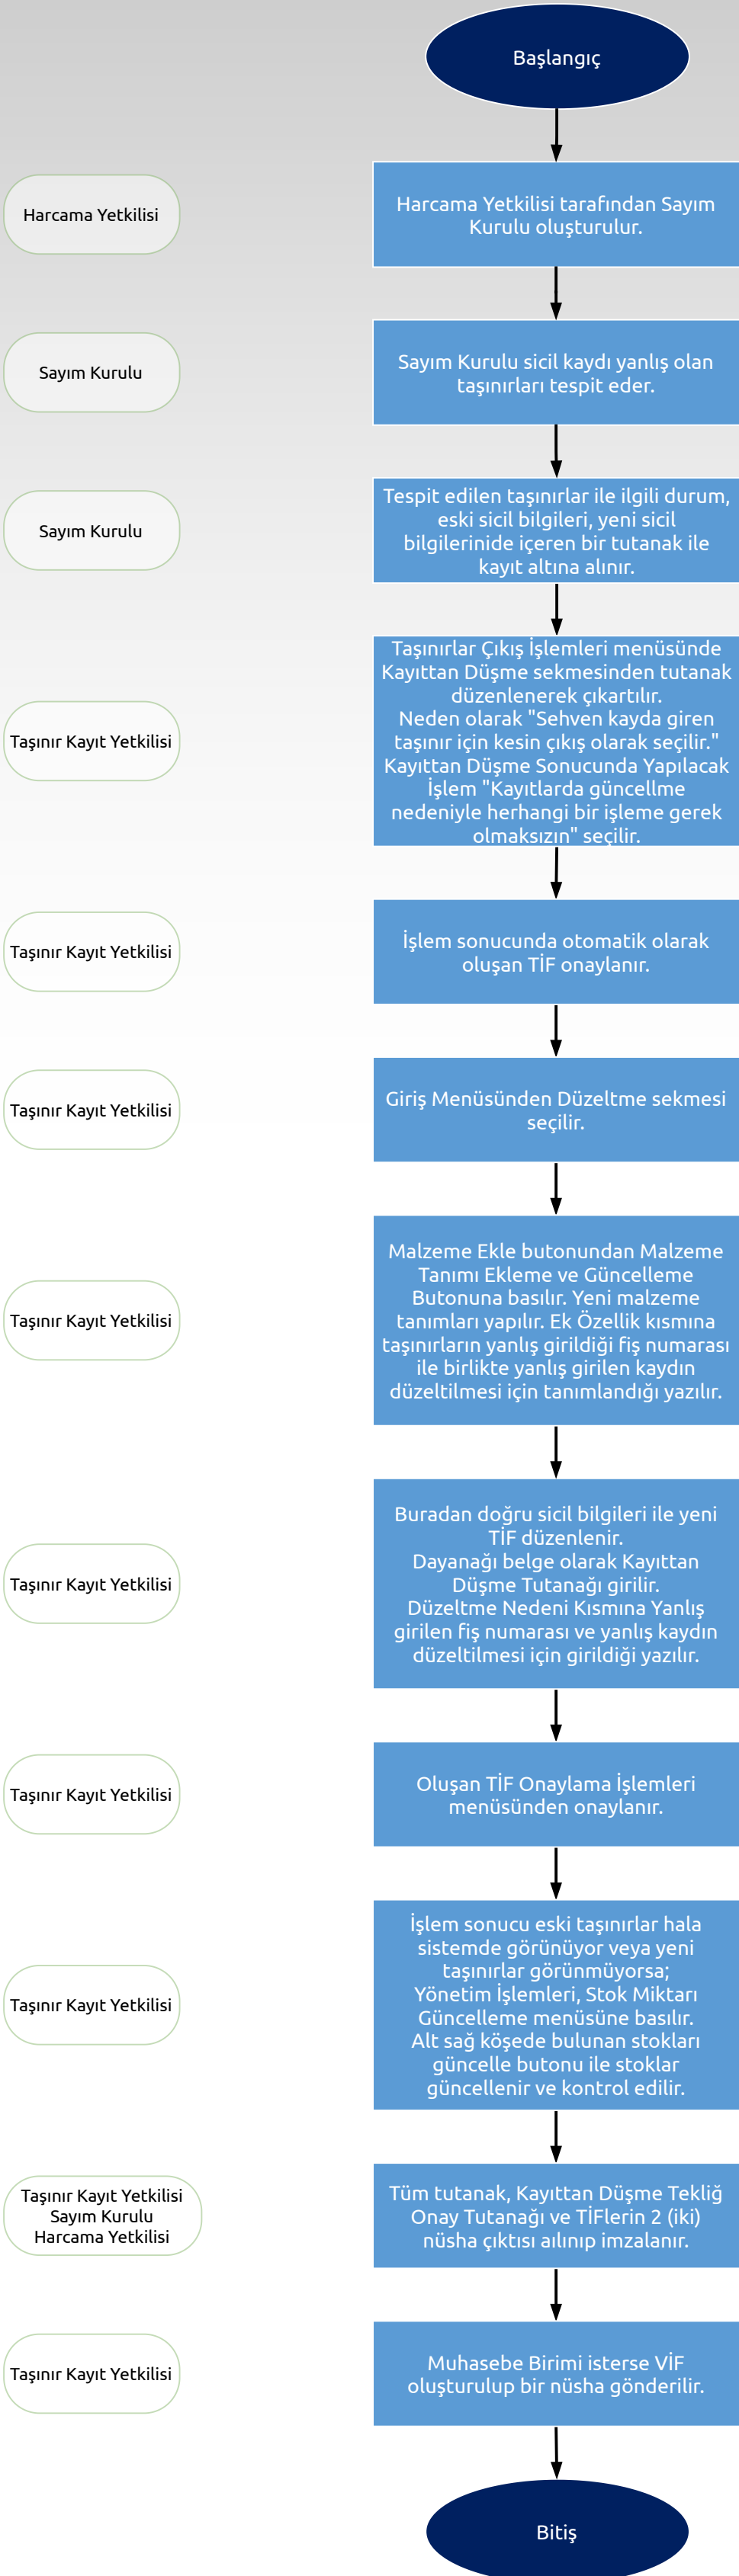 Başlangıç
Harcama Yetkilisi
Harcama Yetkilisi tarafından Sayım
Kurulu oluşturulur.
Sayım Kurulu
Sayım Kurulu sicil kaydı yanlış olan
taşınırları tespit eder.
Sayım Kurulu
Tespit edilen taşınırlar ile ilgili durum,
eski sicil bilgileri, yeni sicil
bilgilerinide içeren bir tutanak ile
kayıt altına alınır.
Taşınır Kayıt Yetkilisi
Taşınırlar Çıkış İşlemleri menüsünde
Kayıttan Düşme sekmesinden tutanak
düzenlenerek çıkartılır.
Neden olarak "Sehven kayda giren
taşınır için kesin çıkış olarak seçilir."
Kayıttan Düşme Sonucunda Yapılacak
İşlem "Kayıtlarda güncellme
nedeniyle herhangi bir işleme gerek
olmaksızın" seçilir.
Taşınır Kayıt Yetkilisi
İşlem sonucunda otomatik olarak
oluşan TİF onaylanır.
Taşınır Kayıt Yetkilisi
Giriş Menüsünden Düzeltme sekmesi
seçilir.
Taşınır Kayıt Yetkilisi
Malzeme Ekle butonundan Malzeme
Tanımı Ekleme ve Güncelleme
Butonuna basılır. Yeni malzeme
tanımları yapılır. Ek Özellik kısmına
taşınırların yanlış girildiği fiş numarası
ile birlikte yanlış girilen kaydın
düzeltilmesi için tanımlandığı yazılır.
Taşınır Kayıt Yetkilisi
Buradan doğru sicil bilgileri ile yeni
TİF düzenlenir.
Dayanağı belge olarak Kayıttan
Düşme Tutanağı girilir.
Düzeltme Nedeni Kısmına Yanlış
girilen fiş numarası ve yanlış kaydın
düzeltilmesi için girildiği yazılır.
Taşınır Kayıt Yetkilisi
Oluşan TİF Onaylama İşlemleri
menüsünden onaylanır.
Taşınır Kayıt Yetkilisi
İşlem sonucu eski taşınırlar hala
sistemde görünüyor veya yeni
taşınırlar görünmüyorsa;
Yönetim İşlemleri, Stok Miktarı
Güncelleme menüsüne basılır.
Alt sağ köşede bulunan stokları
güncelle butonu ile stoklar
güncellenir ve kontrol edilir.
Taşınır Kayıt Yetkilisi
Sayım Kurulu
Harcama Yetkilisi
Tüm tutanak, Kayıttan Düşme Tekliğ
Onay Tutanağı ve TİFlerin 2 (iki)
nüsha çıktısı aılınıp imzalanır.
Taşınır Kayıt Yetkilisi
Muhasebe Birimi isterse VİF
oluşturulup bir nüsha gönderilir.
Bitiş